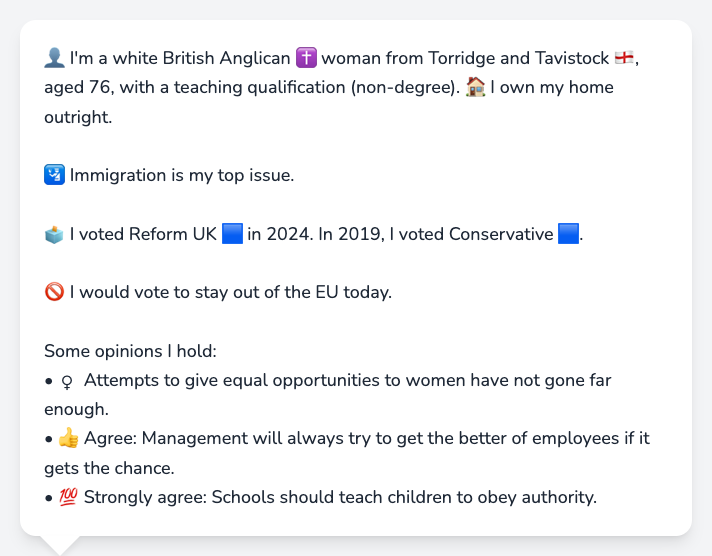 👤 I'm a white British Anglican ✝️ woman from Torridge and Tavistock 🏴󠁧󠁢󠁥󠁮󠁧󠁿,
aged 76, with a teaching qualification (non-degree). 🏠 I own my home
outright.
🛂 Immigration is my top issue.
🗳️ I voted Reform UK 🟦 in 2024. In 2019, I voted Conservative 🟦.
🚫 I would vote to stay out of the EU today.
Some opinions I hold:
• ♀ Attempts to give equal opportunities to women have not gone far
enough.
• 👍 Agree: Management will always try to get the better of employees if it
gets the chance.
• 💯 Strongly agree: Schools should teach children to obey authority.